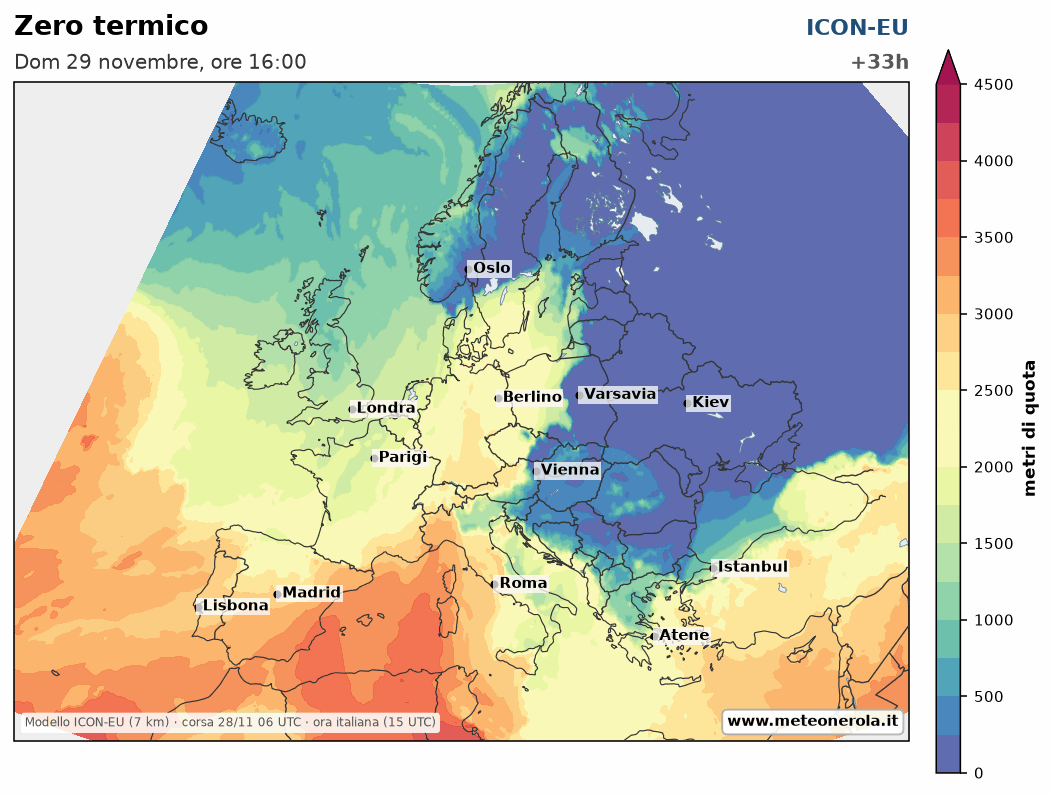 Zero termico
ICON-EU
Dom 29 novembre, ore 16:00
+33h
4500
4000
3500
3000
2500
2000
1500
1000
500
0
metri di quota
Oslo
Londra
Berlino
Varsavia
Kiev
Parigi
Vienna
Istanbul
Roma
Madrid
Lisbona
Atene
Modello ICON-EU (7 km) · corsa 28/11 06 UTC · ora italiana (15 UTC)
www.meteonerola.it